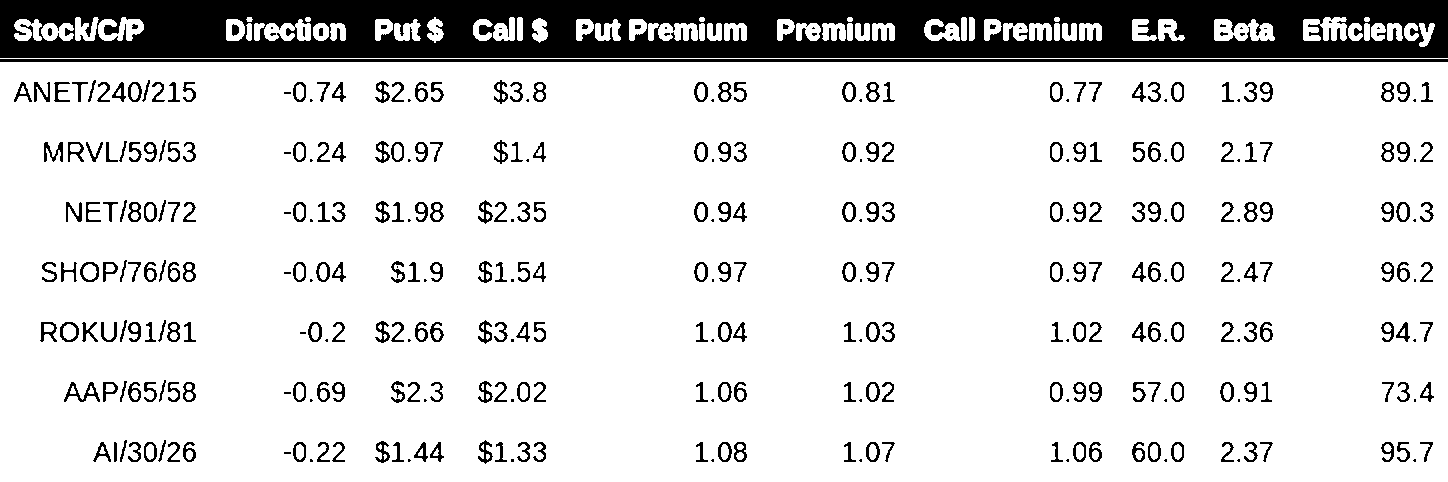 Stock/C/P Direction Put $ Call $ Put Premium Premium Call Premium E.R. Beta Efficiency
ANET/240/215 -0.74 $2.65 $3.8 0.85 0.81 0.77 43.0 1.39 89.1
MRVL/59/53 -0.24 $0.97 $1.4 0.93 0.92 0.91 56.0 2.17 89.2
NET/80/72 -0.13 $1.98 $2.35 0.94 0.93 0.92 39.0 2.89 90.3
SHOP/76/68 -0.04 $1.9 $1.54 0.97 0.97 0.97 46.0 2.47 96.2
ROKU/91/81 -0.2 $2.66 $3.45 1.04 1.03 1.02 46.0 2.36 94.7
AAP/65/58 -0.69 $2.3 $2.02 1.06 1.02 0.99 57.0 0.91 73.4
AI/30/26 -0.22 $1.44 $1.33 1.08 1.07 1.06 60.0 2.37 95.7